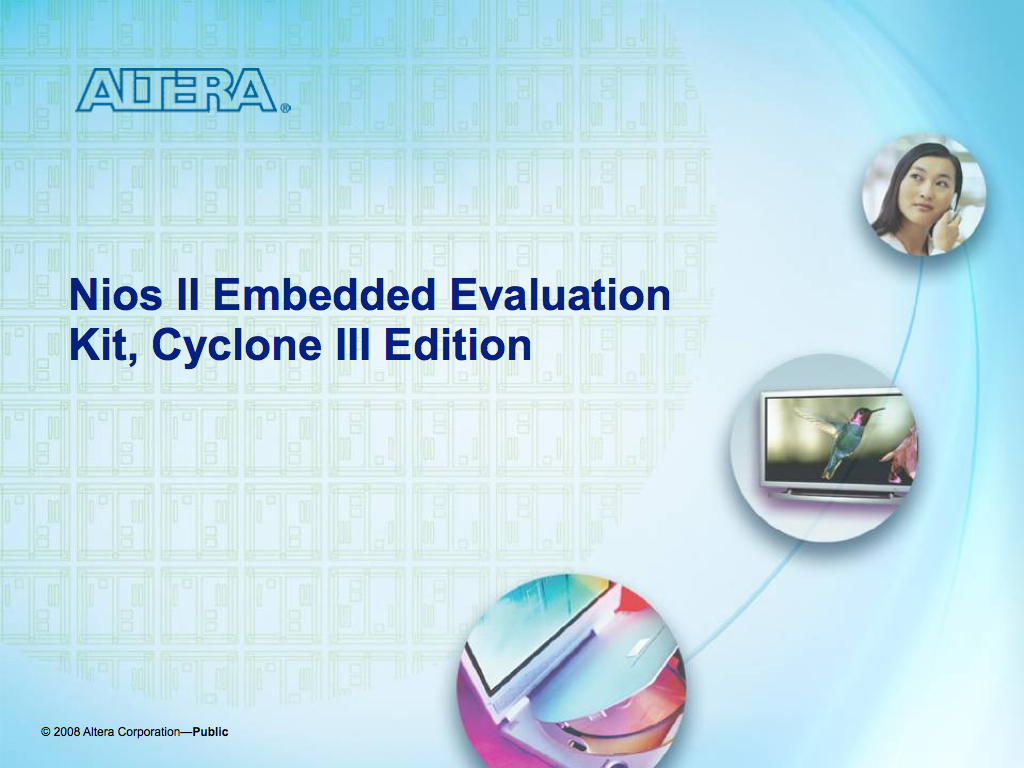 ALTERA®
Nios II Embedded Evaluation
Kit, Cyclone III Edition
© 2008 Altera Corporation—Public